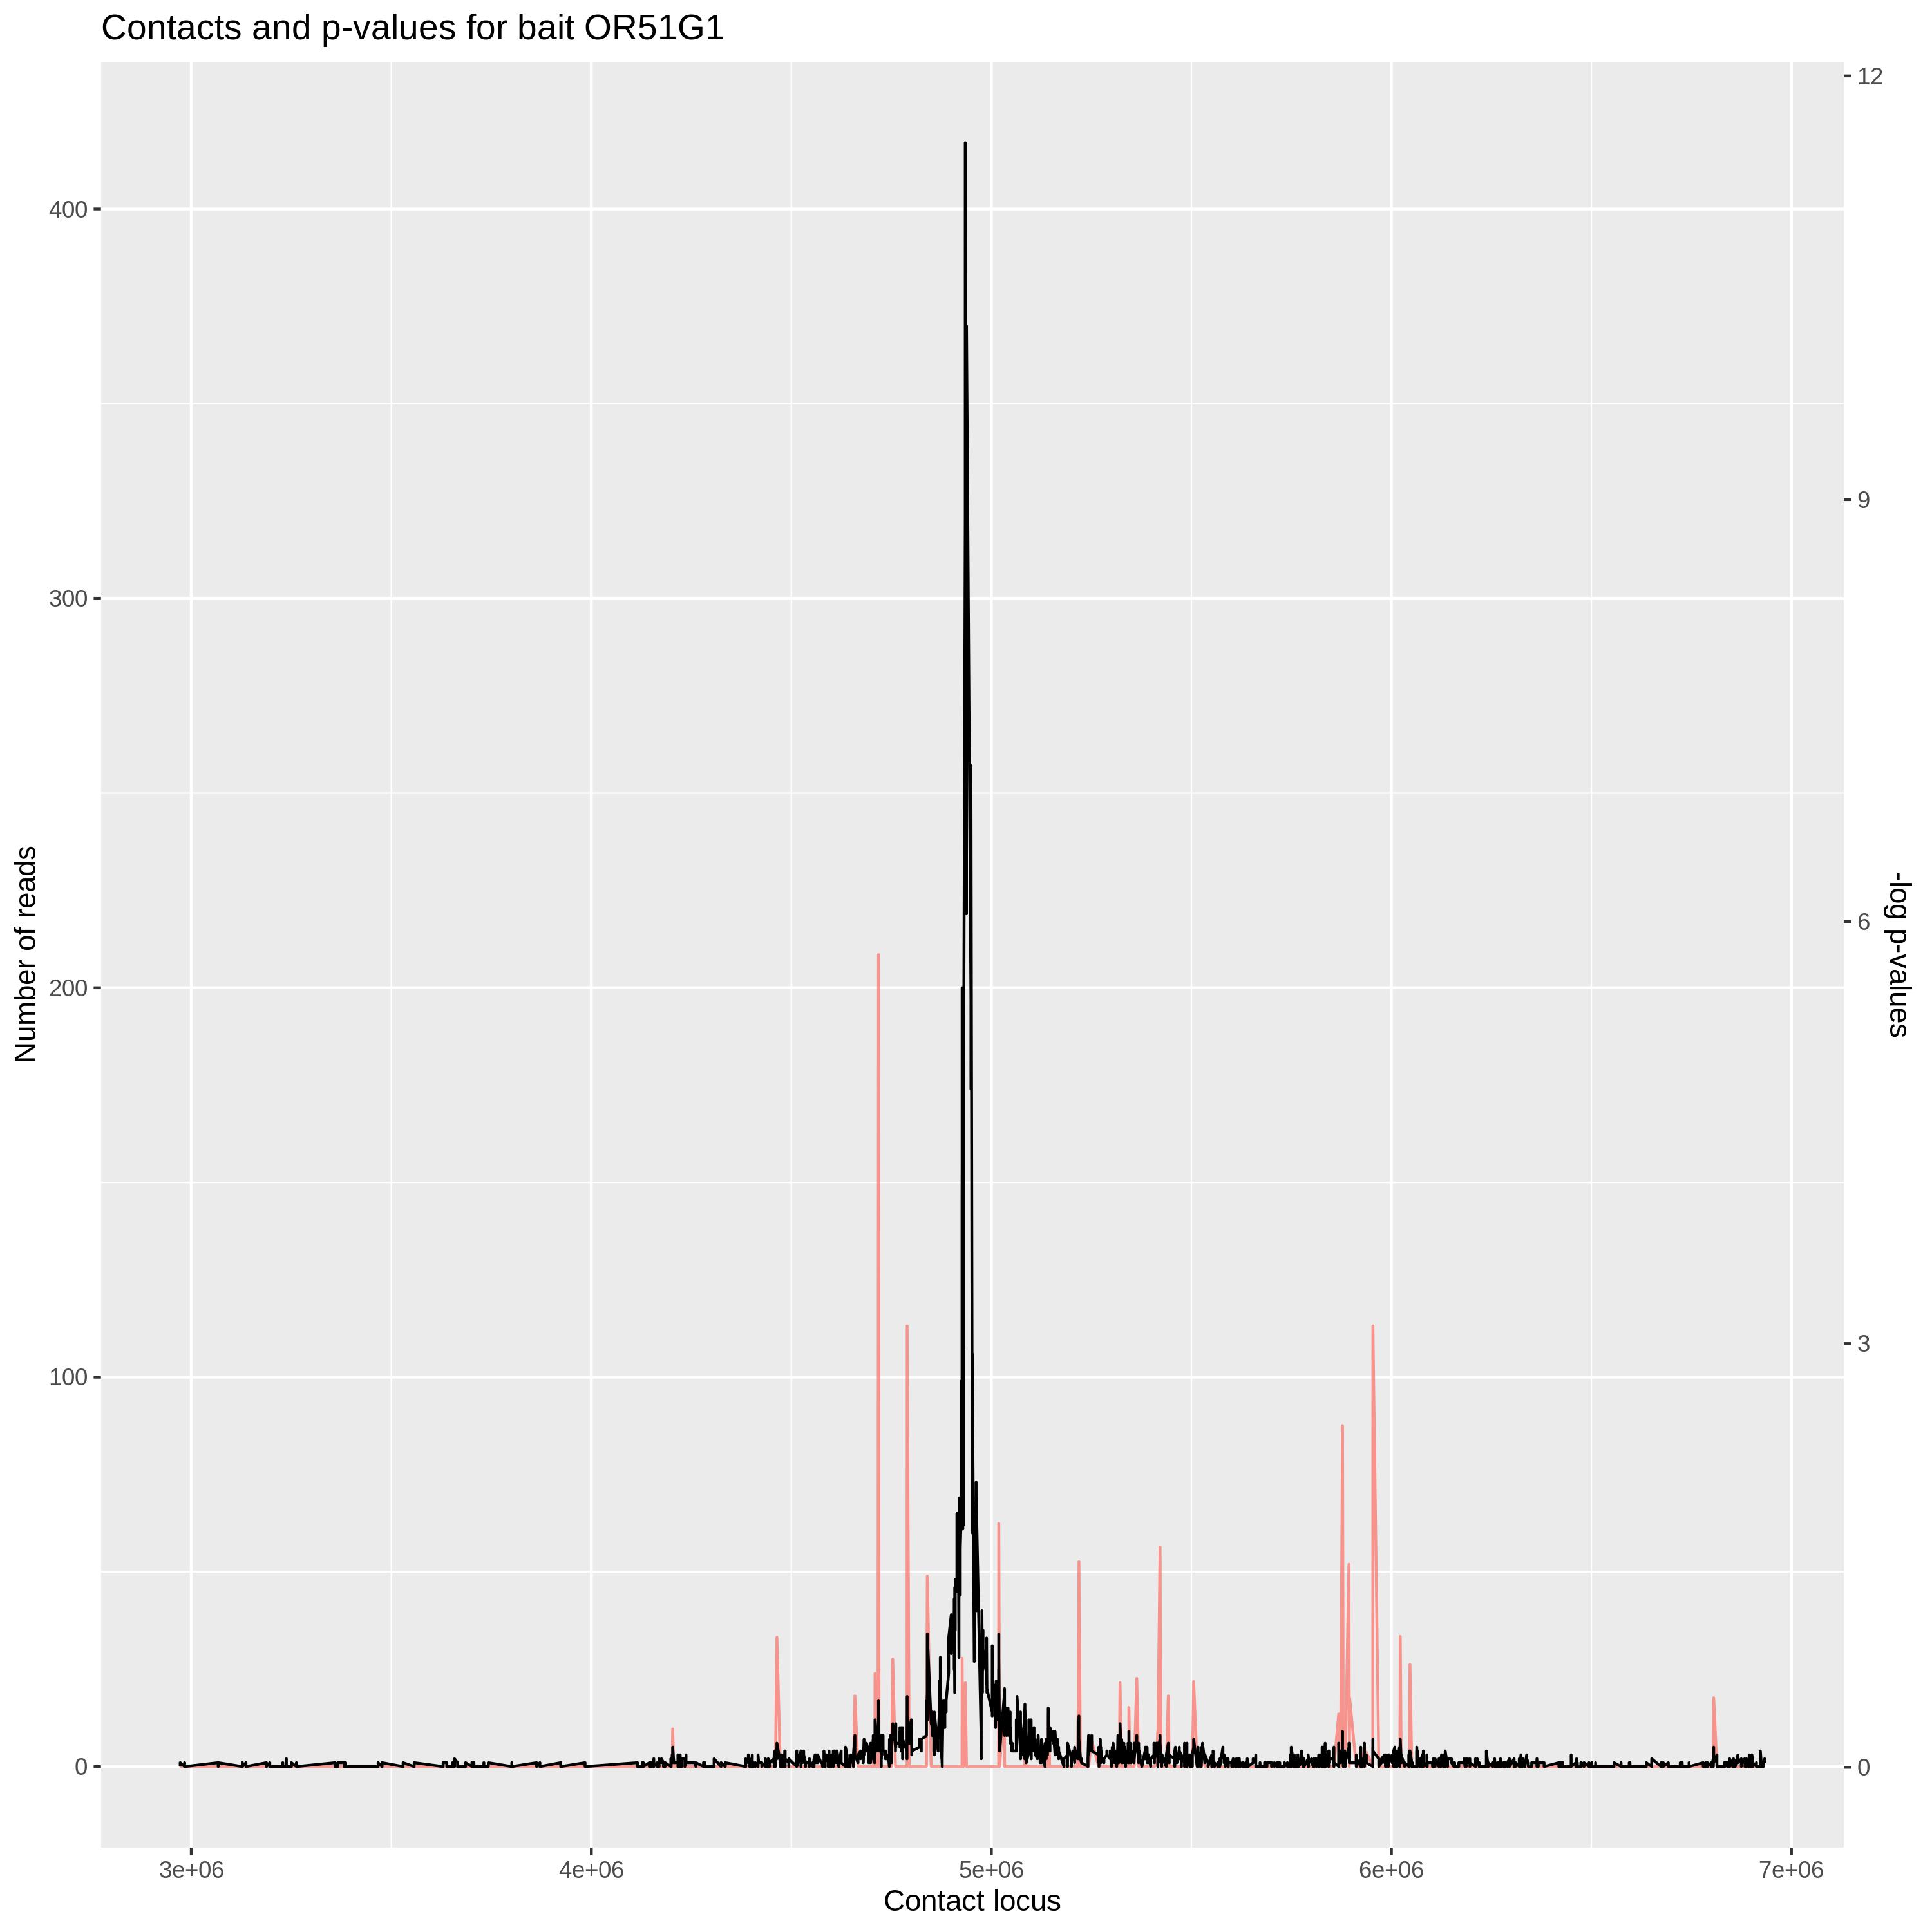 Contacts and p-values for bait OR51G1
400
300
200
100
0
Number of reads
12
9
6
3
0
-log p-values
3e+06 4e+06 5e+06 6e+06 7e+06
Contact locus